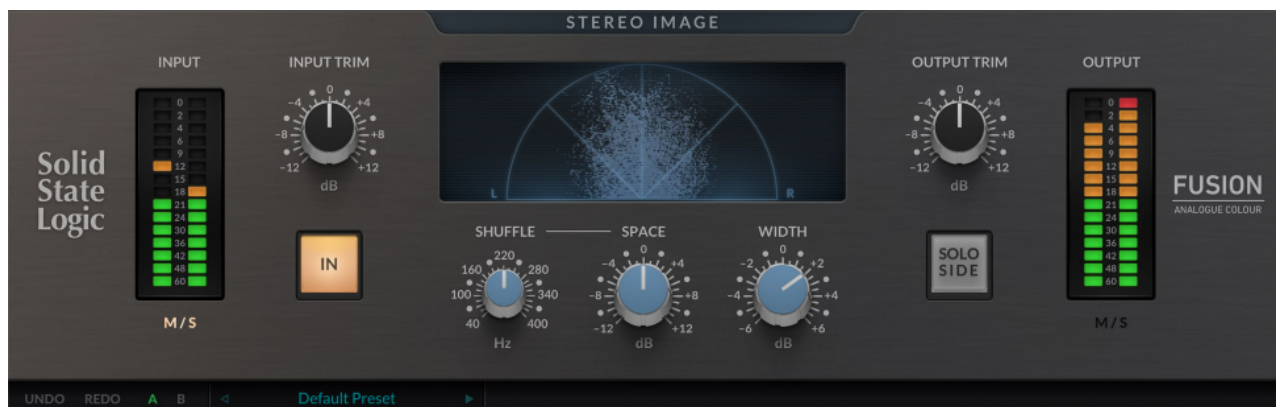 STEREO IMAGE
INPUT
INPUT TRIM
OUTPUT TRIM
OUTPUT
0
2
4
6
9
12
15
18
21
24
30
36
42
48
60
M / S
-12
-8
-4
0
+4
+8
+12
dB
L
R
-12
-8
-4
0
+4
+8
+12
dB
0
2
4
6
9
12
15
18
21
24
30
36
42
48
60
M / S
Solid
State
Logic
FUSION
ANALOGUE COLOUR
IN
SHUFFLE
SPACE
WIDTH
40
100
160
220
280
340
400
Hz
-12
-8
-4
0
+4
+8
+12
dB
-6
-4
-2
0
+2
+4
+6
dB
SOLO
SIDE
UNDO REDO A B Default Preset